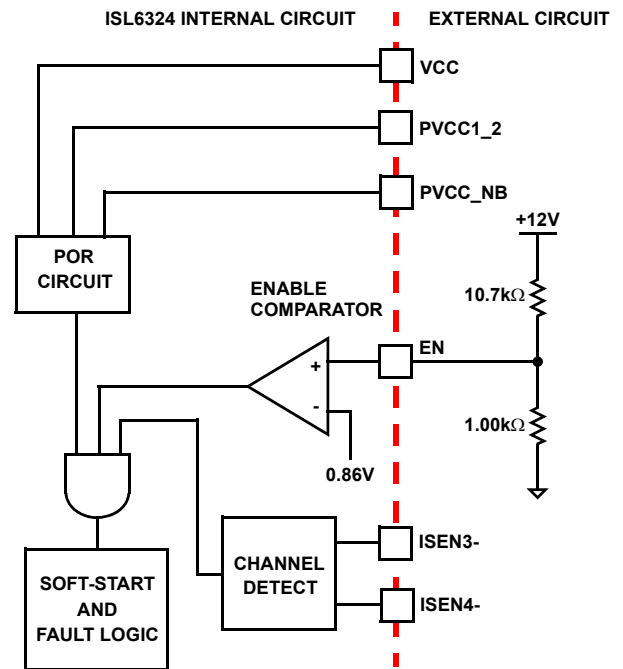 ISL6324 INTERNAL CIRCUIT
EXTERNAL CIRCUIT
VCC
PVCC1_2
PVCC_NB
+12V
POR
CIRCUIT
ENABLE
COMPARATOR
10.7kΩ
EN
+
-
1.00kΩ
0.86V
ISEN3-
CHANNEL
DETECT
SOFT-START
AND
FAULT LOGIC
ISEN4-